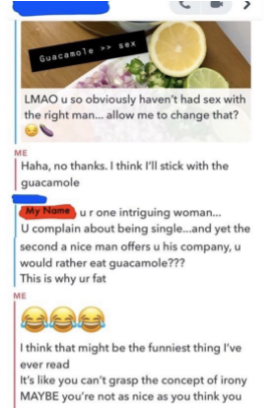 Guacamole >> sex
LMAO u so obviously haven't had sex with
the right man... allow me to change that?
😏🍆
ME
Haha, no thanks. I think I'll stick with the
guacamole
My Name u r one intriguing woman...
U complain about being single...and yet the
second a nice man offers u his company, u
would rather eat guacamole???
This is why ur fat
ME
😂😂😂
I think that might be the funniest thing I've
ever read
It's like you can't grasp the concept of irony
MAYBE you're not as nice as you think you